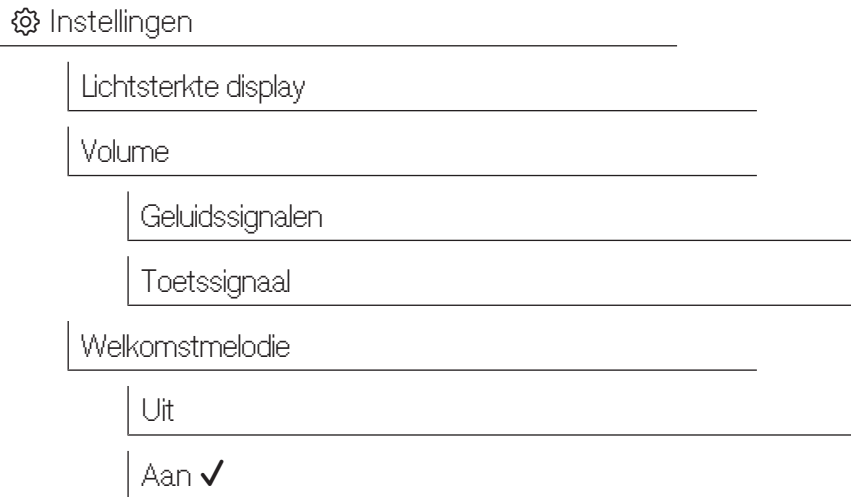 Instellingen
Lichtsterkte display
Volume
Geluidssignalen
Toetssignaal
Welkomstmelodie
Uit
Aan ✓